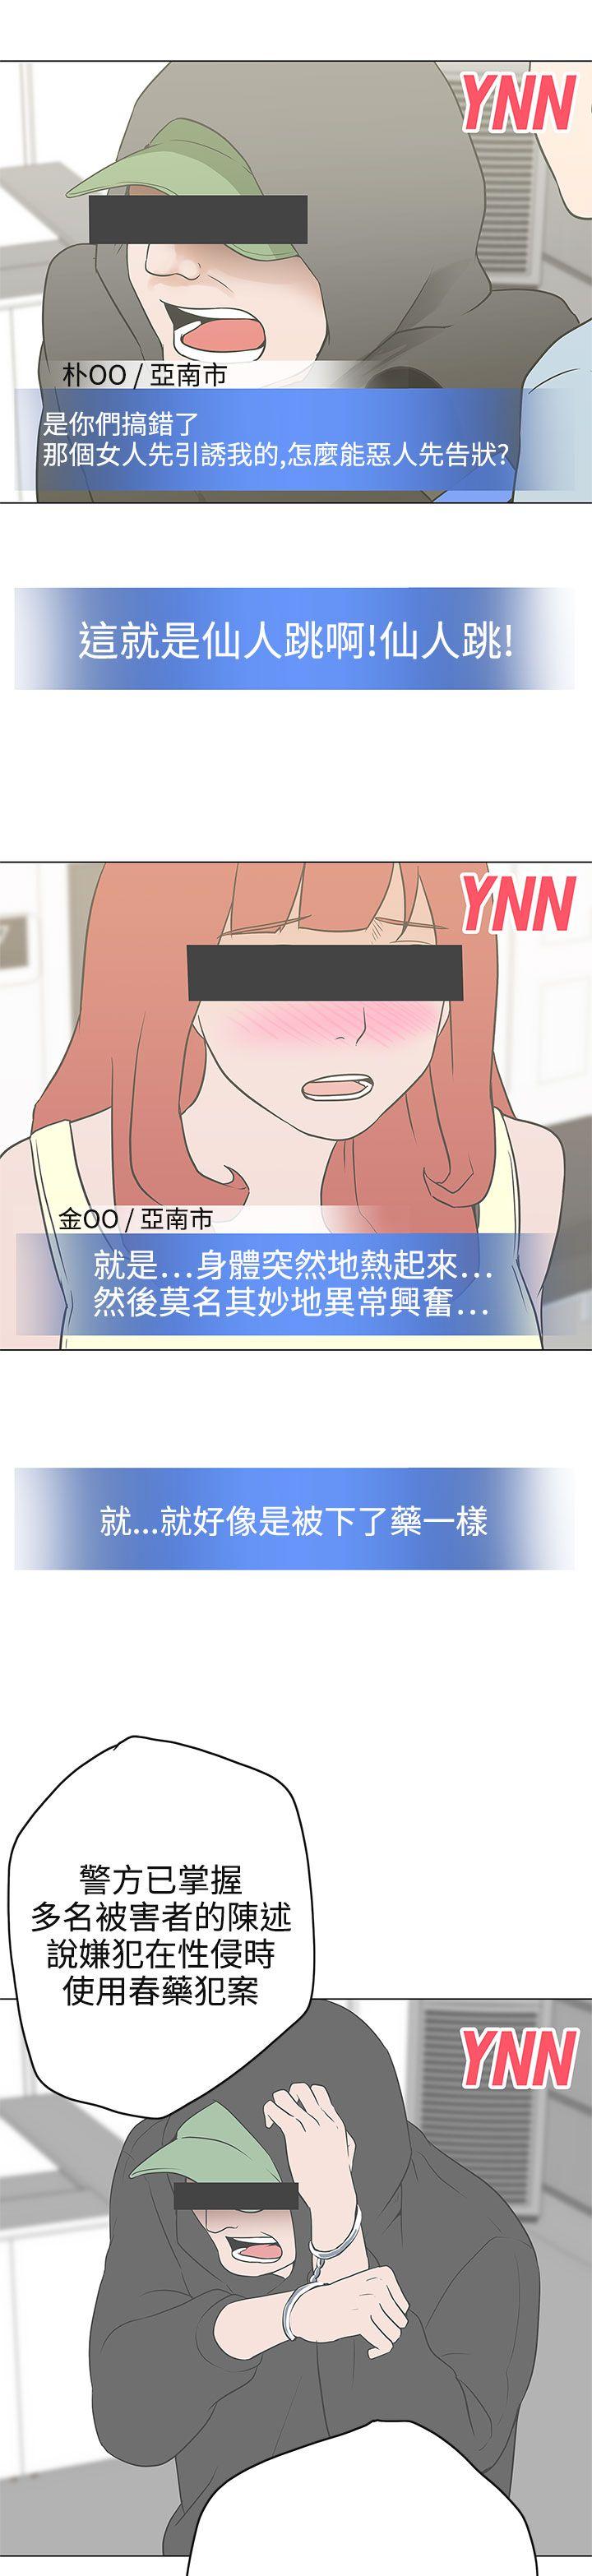 YNN
朴OO / 亞南市
是你們搞錯了
那個女人先引誘我的,怎麼能惡人先告狀?
這就是仙人跳啊!仙人跳!
YNN
金OO / 亞南市
就是...身體突然地熱起來...
然後莫名其妙地異常興奮...
就...就好像是被下了藥一樣
警方已掌握
多名被害者的陳述
說嫌犯在性侵時
使用春藥犯案
YNN